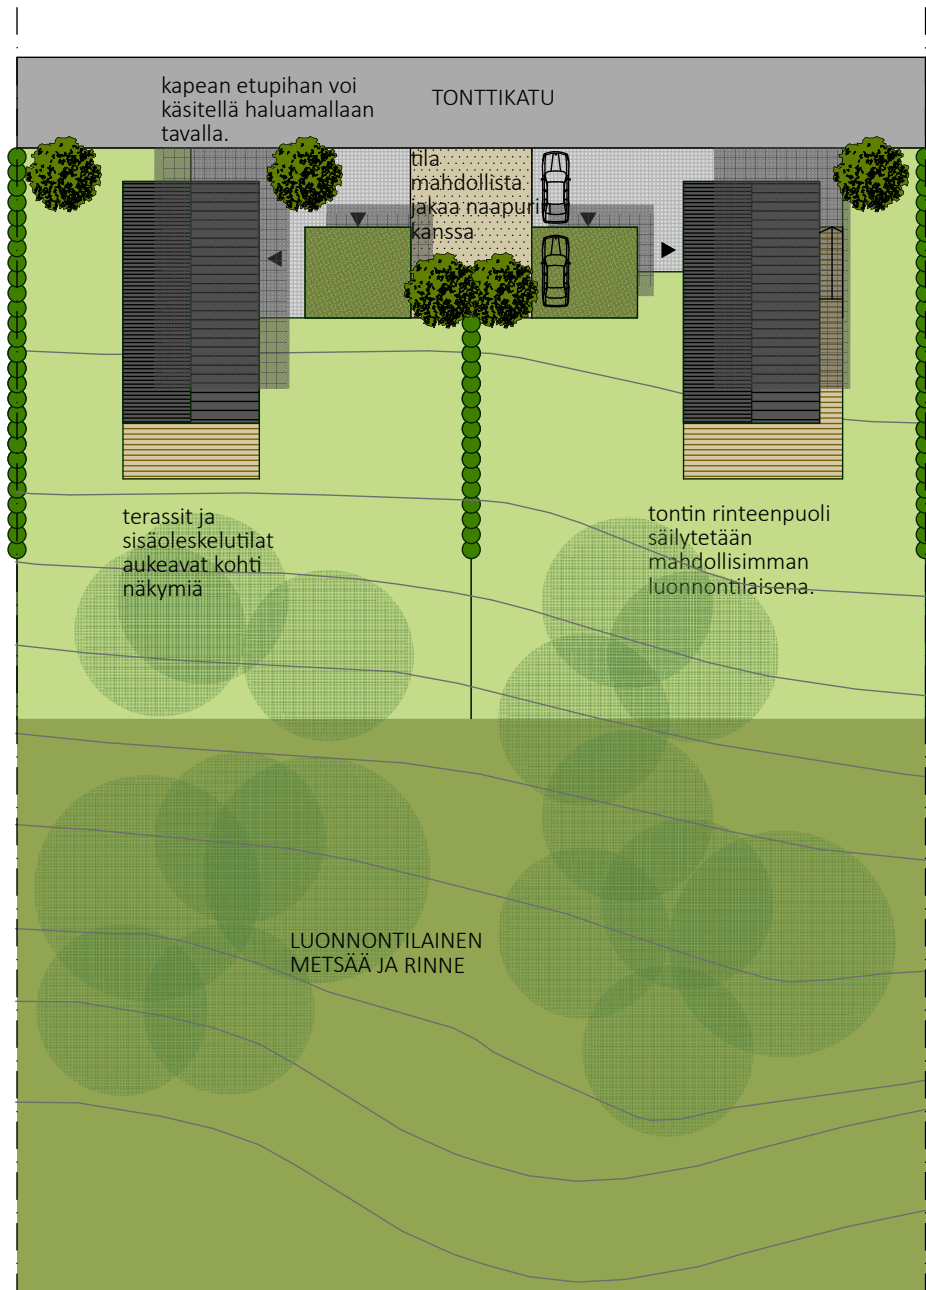 kapean etupihan voi
käsitellä haluamallaan
tavalla.
TONTTIKATU
tila
mahdollista
jakaa naapurin
kanssa
terassit ja
sisäoleskelutilat
aukeavat kohti
näkymiä
tontin rinteenpuoli
säilytetään
mahdollisimman
luonnontilaisena.
LUONNONTILAINEN
METSÄÄ JA RINNE